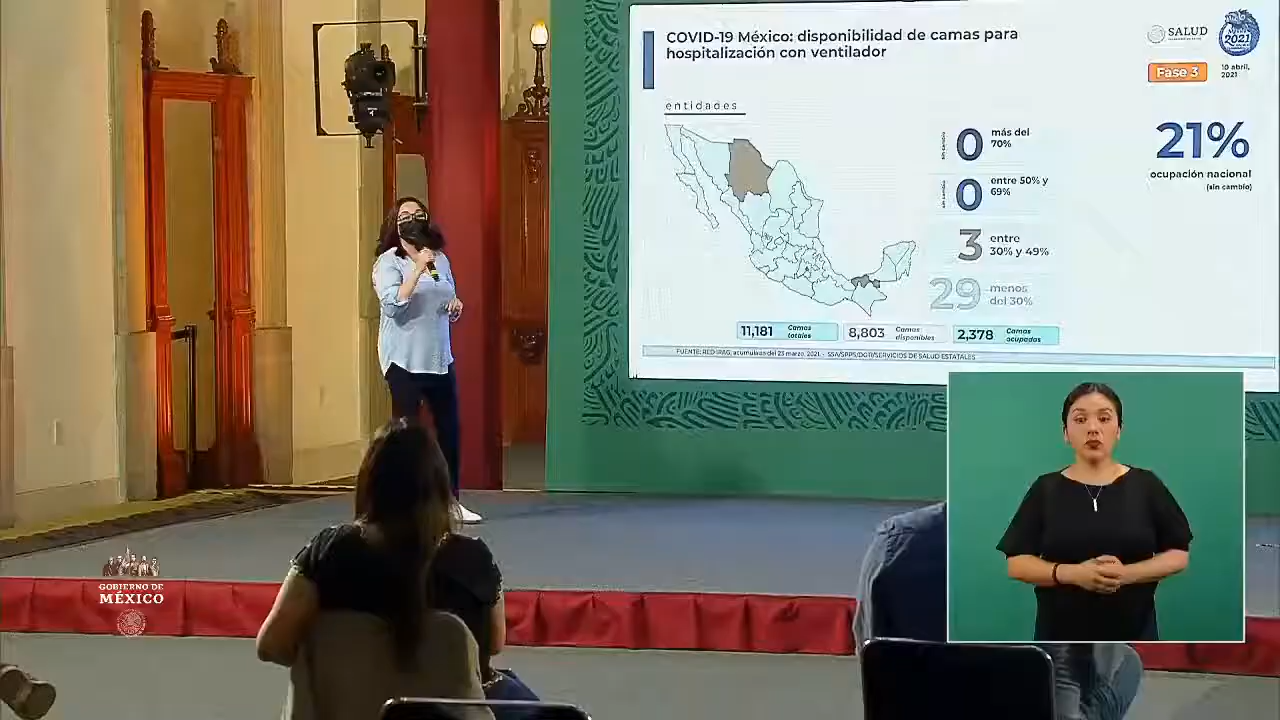 COVID-19 México: disponibilidad de camas para
hospitalización con ventilador
SALUD
2021
Fase 3
10 abril,
2021
entidades
0 más del
70%
0 entre 50% y
69%
3 entre
30% y 49%
29 menos
del 30%
21%
ocupación nacional
(sin cambio)
11,181 Camas
totales
8,803 Camas
disponibles
2,378 Camas
ocupadas
GOBIERNO DE
MÉXICO